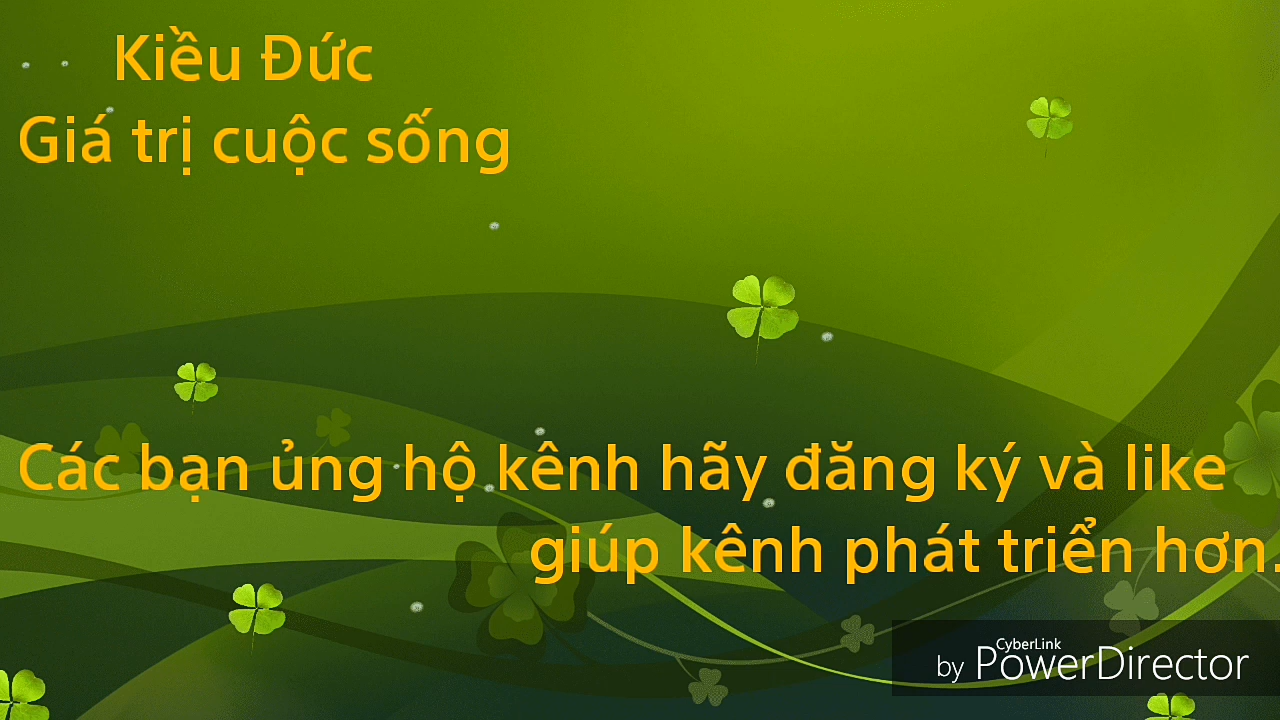 Kiều Đức
Giá trị cuộc sống
Các bạn ủng hộ kênh hãy đăng ký và like
giúp kênh phát triển hơn.
CyberLink
by PowerDirector